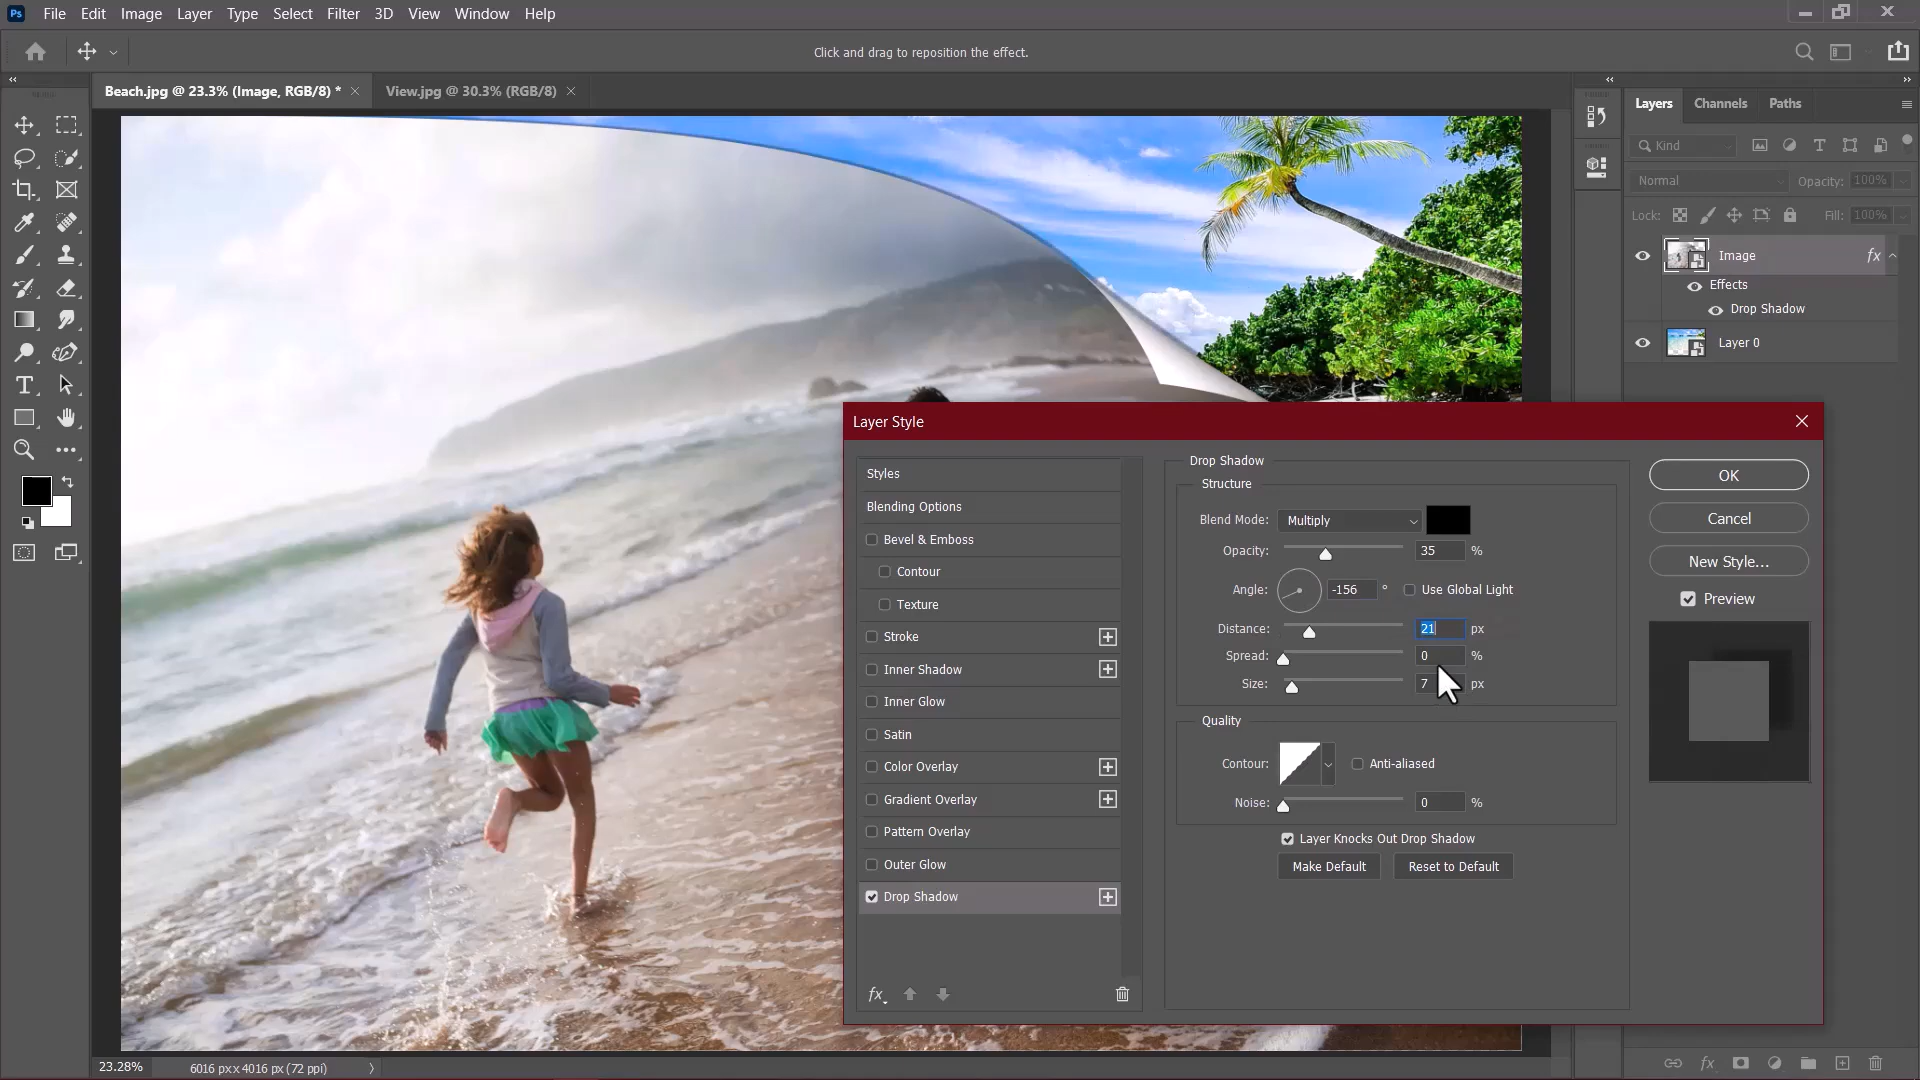 Ps File Edit Image Layer Type Select Filter 3D View Window Help
Click and drag to reposition the effect.
Beach.jpg @ 23.3% (Image, RGB/8) * View.jpg @ 30.3% (RGB/8)
Layers Channels Paths
Kind
Normal Opacity: 100%
Lock: Fill: 100%
Image fx
Effects
Drop Shadow
Layer 0
Layer Style
Styles
Blending Options
Bevel & Emboss
Contour
Texture
Stroke
Inner Shadow
Inner Glow
Satin
Color Overlay
Gradient Overlay
Pattern Overlay
Outer Glow
Drop Shadow
fx
Drop Shadow
Structure
Blend Mode: Multiply
Opacity: 35 %
Angle: -156 ° Use Global Light
Distance: 21 px
Spread: 0 %
Size: 7 px
Quality
Contour: Anti-aliased
Noise: 0 %
Layer Knocks Out Drop Shadow
Make Default Reset to Default
OK
Cancel
New Style...
Preview
23.28% 6016 px x 4016 px (72 ppi)
fx